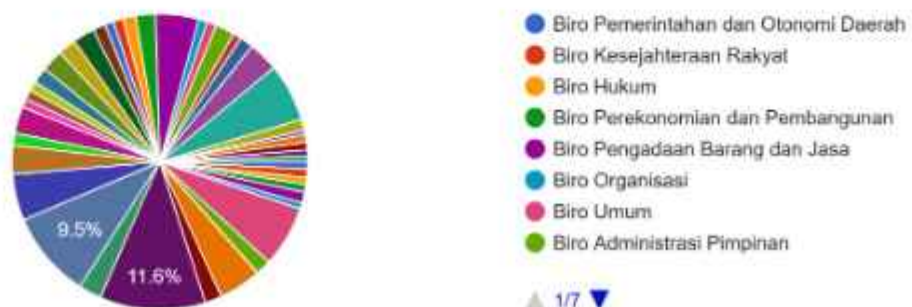 Biro Pemerintahan dan Otonomi Daerah
Biro Kesejahteraan Rakyat
Biro Hukum
Biro Perekonomian dan Pembangunan
Biro Pengadaan Barang dan Jasa
Biro Organisasi
Biro Umum
Biro Administrasi Pimpinan
9.5%
11.6%
1/7